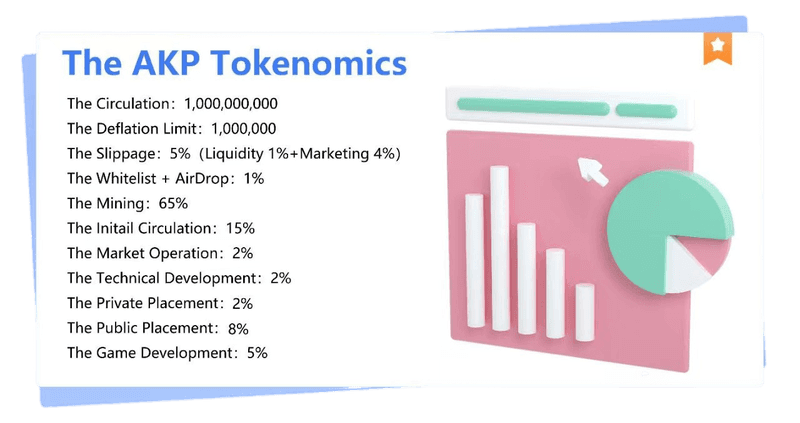 The AKP Tokenomics
The Circulation: 1,000,000,000
The Deflation Limit: 1,000,000
The Slippage: 5% (Liquidity 1%+Marketing 4%)
The Whitelist + AirDrop: 1%
The Mining: 65%
The Initail Circulation: 15%
The Market Operation: 2%
The Technical Development: 2%
The Private Placement: 2%
The Public Placement: 8%
The Game Development: 5%